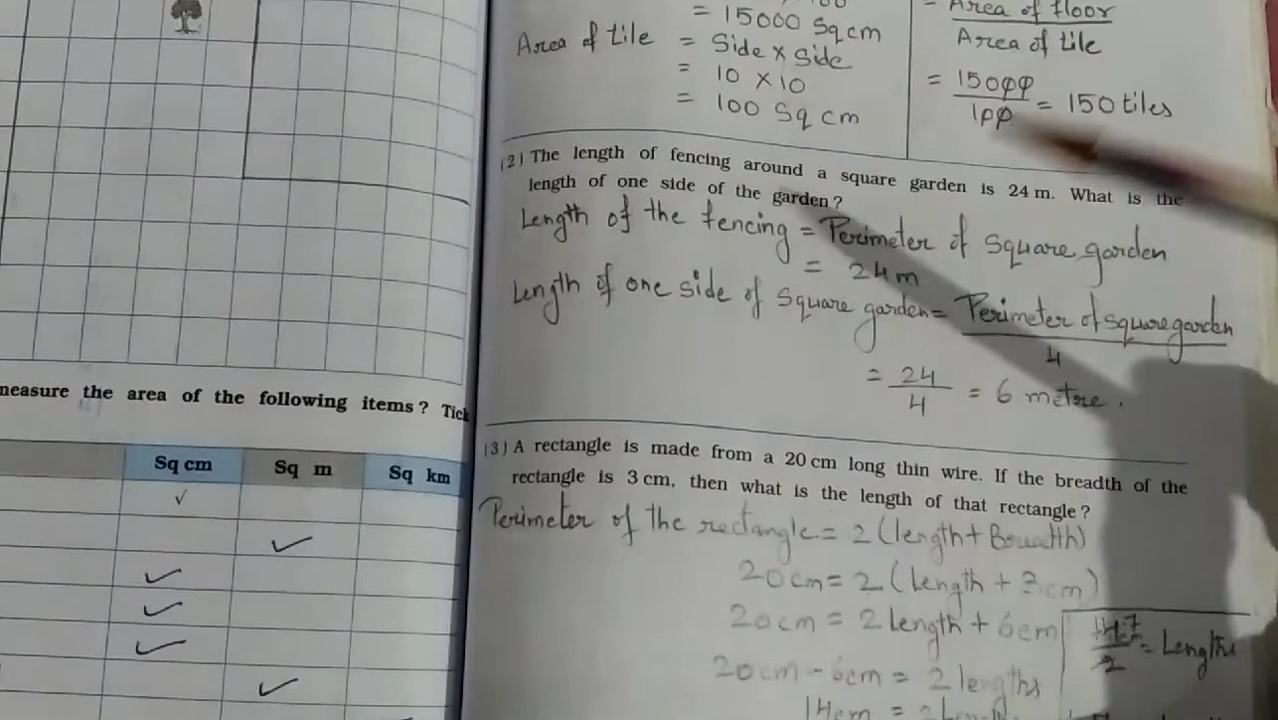 measure the area of the following items? Tick
Sq cm Sq m Sq km
= 15000 Sq cm
Area of tile = Side × Side
= 10 × 10
= 100 Sq cm
= Area of floor
Area of tile
= 15000
100
= 150 tiles
(2) The length of fencing around a square garden is 24 m. What is the
length of one side of the garden?
Length of the fencing = Perimeter of Square garden
= 24 m
Length of one side of Square garden = Perimeter of square garden
4
= 24
4
= 6 metre.
(3) A rectangle is made from a 20 cm long thin wire. If the breadth of the
rectangle is 3 cm, then what is the length of that rectangle?
Perimeter of the rectangle = 2 (length +
20 cm = 2 (length + 3 cm)
20 cm = 2 length + 6 cm
20 cm - 6 cm = 2 lengths
14 cm =
2
= Lengths